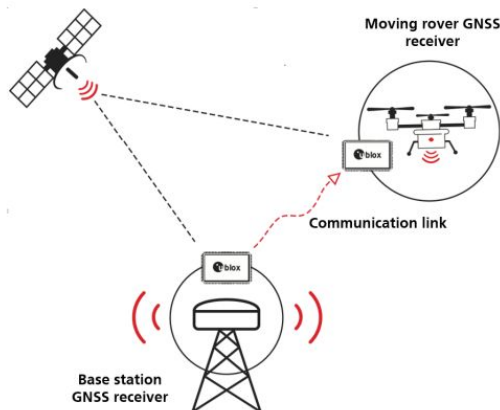 Moving rover GNSS
receiver
blox
Communication link
blox
Base station
GNSS receiver